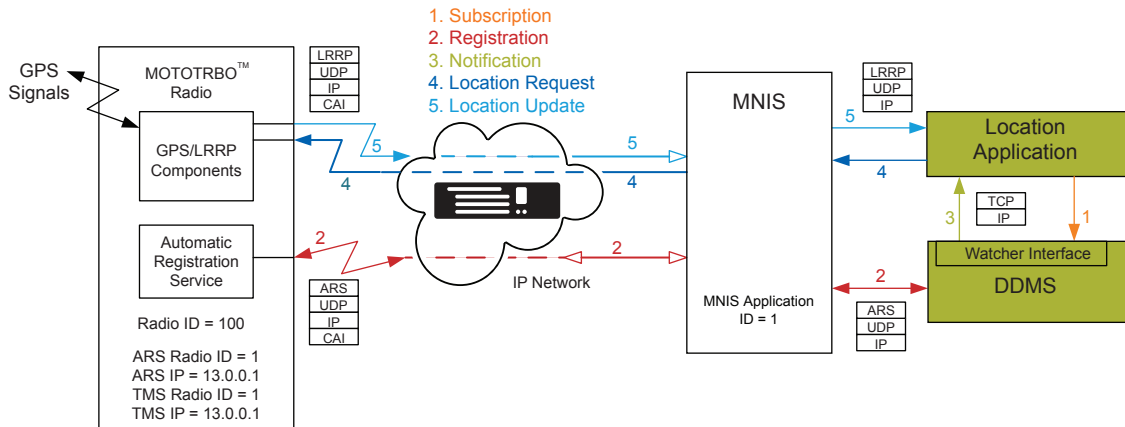 1. Subscription
2. Registration
3. Notification
4. Location Request
5. Location Update
GPS
Signals
MOTOTRBO™
Radio
GPS/LRRP
Components
Automatic
Registration
Service
Radio ID = 100
ARS Radio ID = 1
ARS IP = 13.0.0.1
TMS Radio ID = 1
TMS IP = 13.0.0.1
LRRP
UDP
IP
CAI
5
4
2
ARS
UDP
IP
CAI
5
4
2
IP Network
MNIS
MNIS Application
ID = 1
LRRP
UDP
IP
5
4
Location
Application
3
TCP
IP
1
Watcher Interface
DDMS
2
ARS
UDP
IP